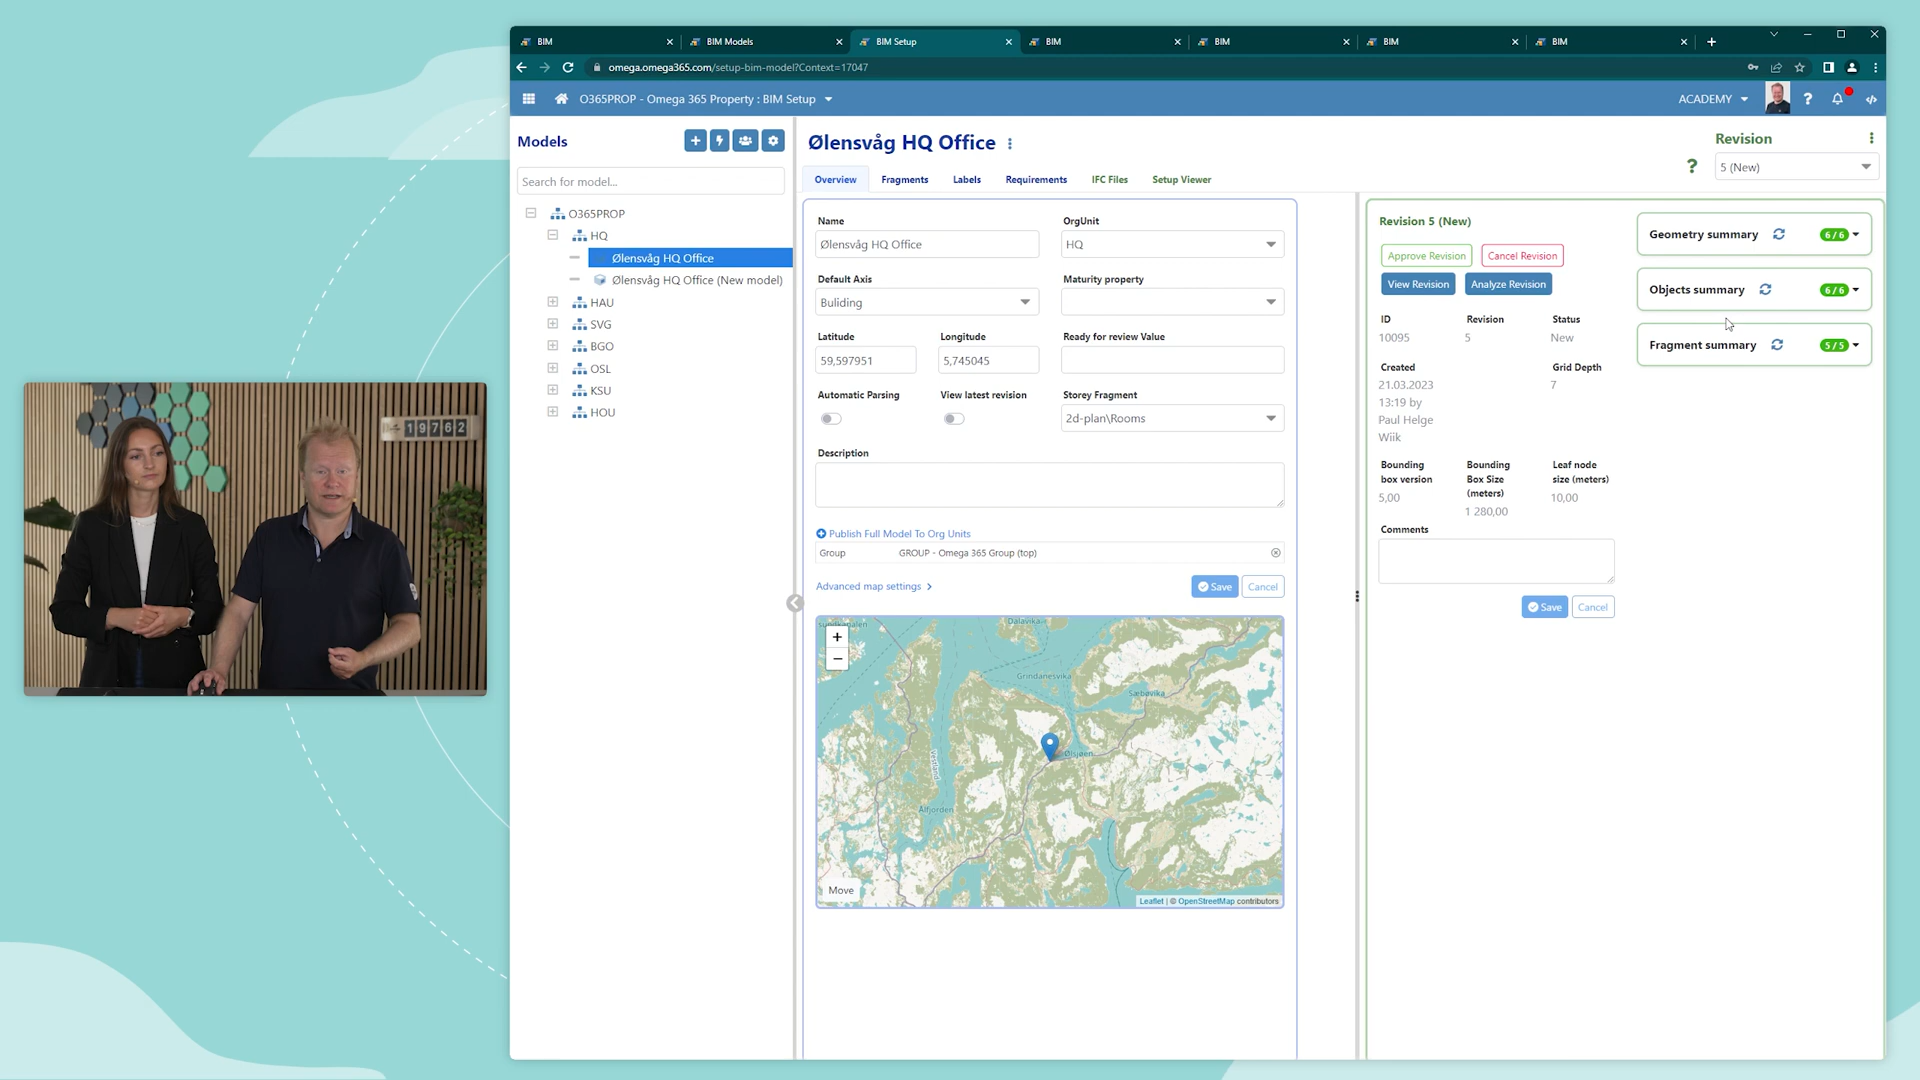 BIM
BIM Models
BIM Setup
BIM
BIM
BIM
BIM
omega.omega365.com/setup-bim-model?Context=17047
O365PROP - Omega 365 Property : BIM Setup
ACADEMY
Models
Search for model...
O365PROP
HQ
Ølensvåg HQ Office
Ølensvåg HQ Office (New model)
HAU
SVG
BGO
OSL
KSU
HOU
Ølensvåg HQ Office
Revision
5 (New)
Overview
Fragments
Labels
Requirements
IFC Files
Setup Viewer
Name
Ølensvåg HQ Office
OrgUnit
HQ
Default Axis
Buliding
Maturity property
Latitude
59,597951
Longitude
5,745045
Ready for review Value
Automatic Parsing
View latest revision
Storey Fragment
2d-plan\Rooms
Description
Publish Full Model To Org Units
Group GROUP - Omega 365 Group (top)
Advanced map settings
Save
Cancel
+
−
Dalavika
Grindanesvika
Sæbøvika
Ølsjøen
Vestland
Ålfjorden
Move
Leaflet | © OpenStreetMap contributors
Revision 5 (New)
Approve Revision
Cancel Revision
View Revision
Analyze Revision
ID
10095
Revision
5
Status
New
Created
21.03.2023
13:19 by
Paul Helge
Wiik
Grid Depth
7
Bounding
box version
5,00
Bounding
Box Size
(meters)
1 280,00
Leaf node
size (meters)
10,00
Comments
Save
Cancel
Geometry summary
6 / 6
Objects summary
6 / 6
Fragment summary
5 / 5
19762